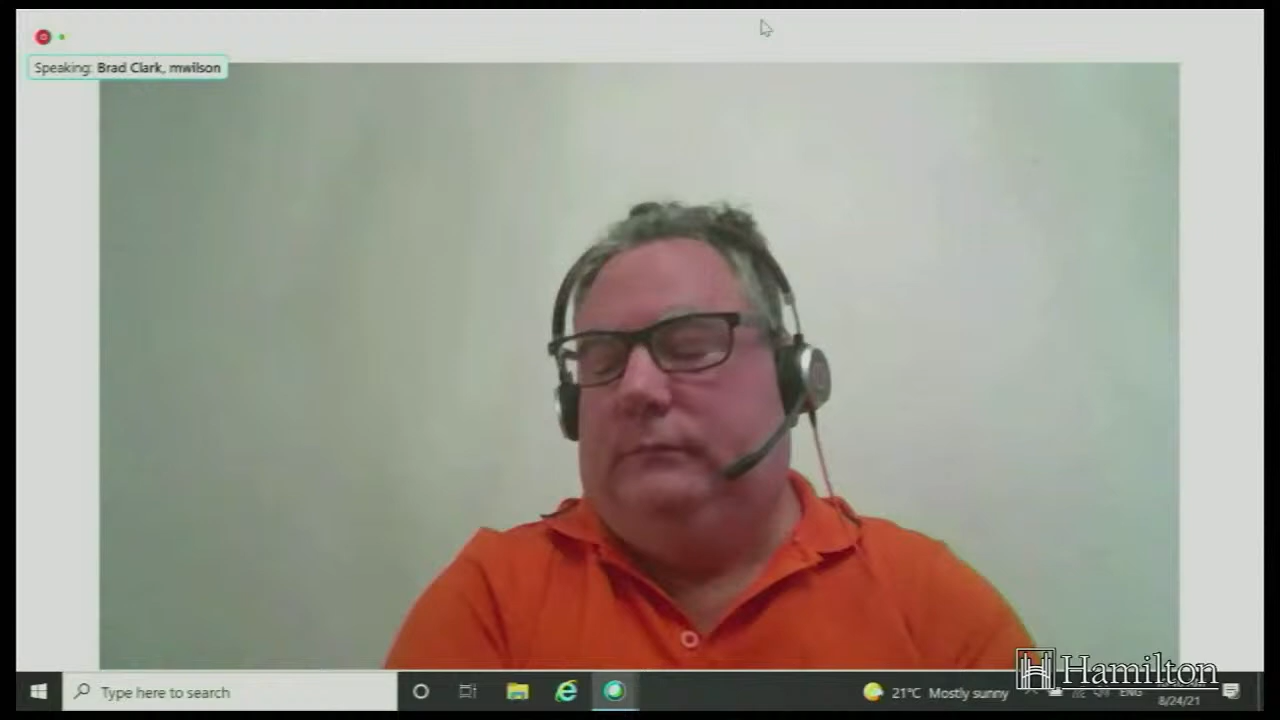 Speaking: Brad Clark, mwilson
Type here to search
21°C Mostly sunny
ENG
8/24/21
Hamilton